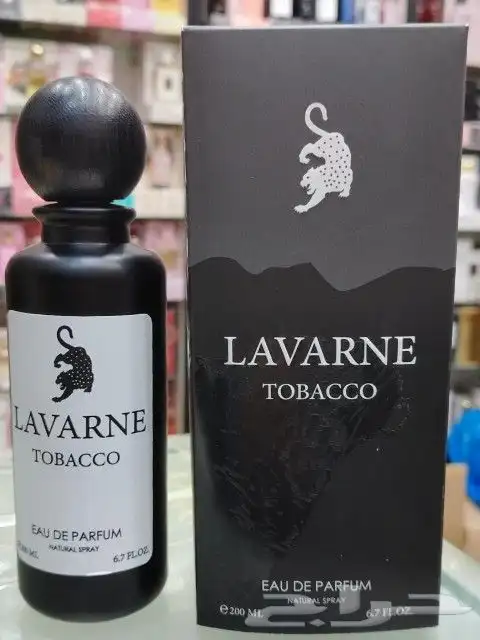 LAVARNE
TOBACCO
EAU DE PARFUM
NATURAL SPRAY
6.7 FL.OZ.
LAVARNE
TOBACCO
EAU DE PARFUM
NATURAL SPRAY
℮200 ML
6.7 FL.OZ.
حراج